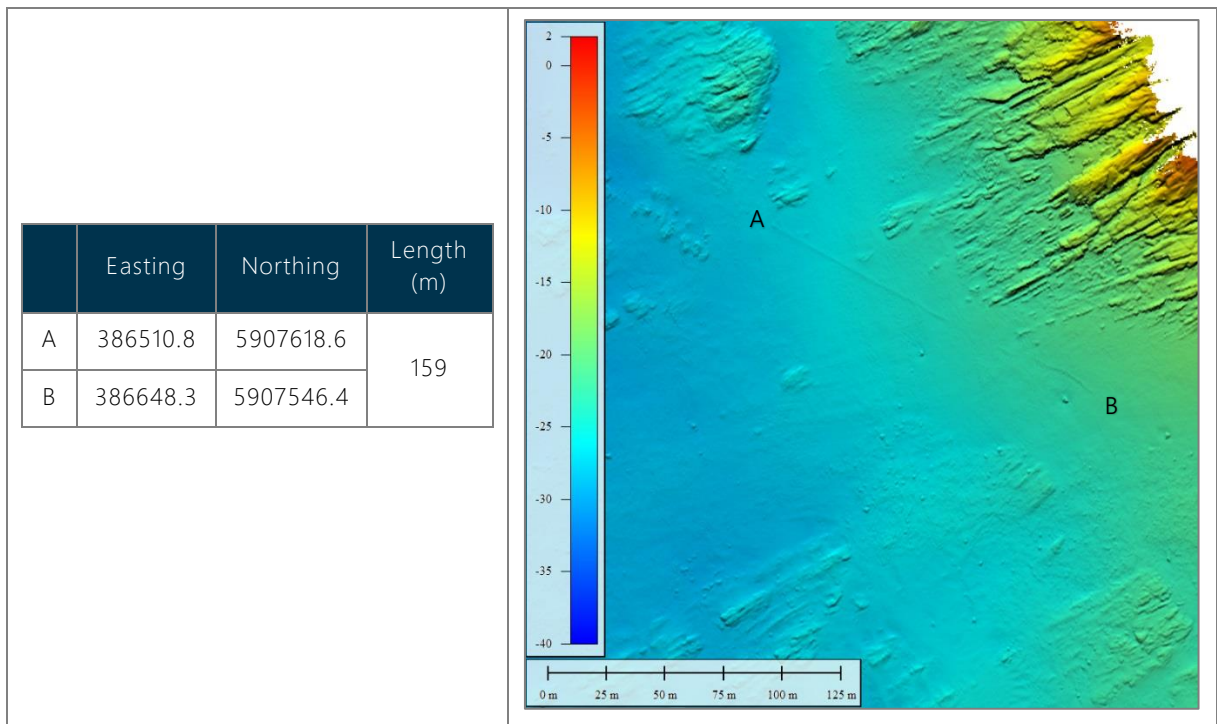 Easting Northing Length
(m)
A 386510.8 5907618.6 159
B 386648.3 5907546.4
2
0
-5
-10
-15
-20
-25
-30
-35
-40
A
B
0 m 25 m 50 m 75 m 100 m 125 m